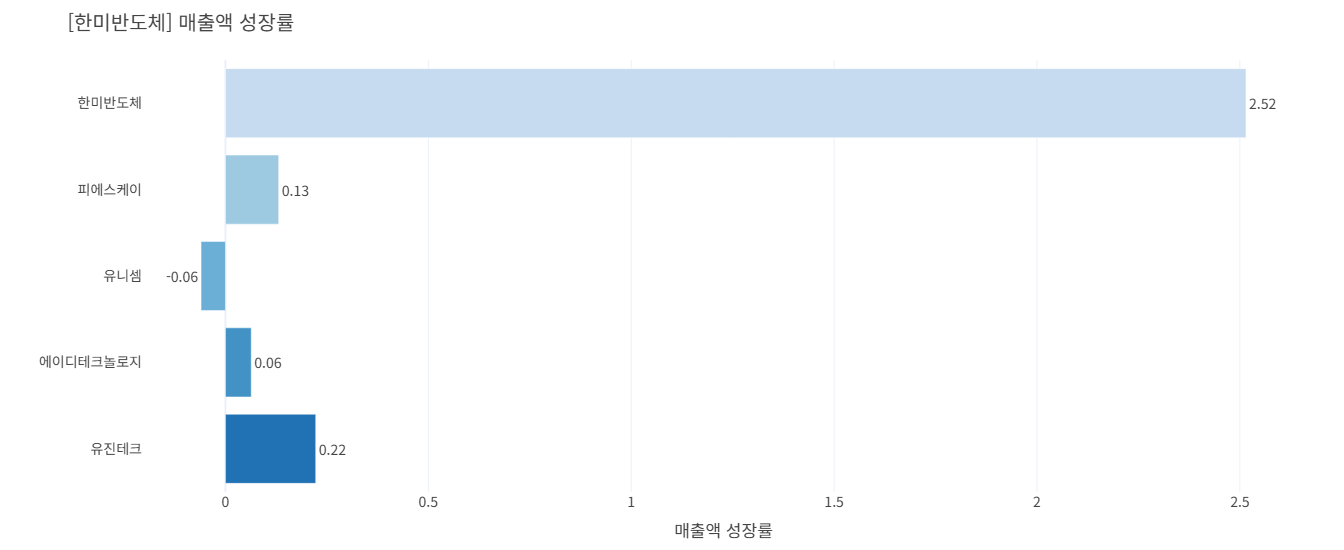 [한미반도체] 매출액 성장률
한미반도체
2.52
피에스케이
0.13
유니셈
-0.06
에이디테크놀로지
0.06
유진테크
0.22
0 0.5 1 1.5 2 2.5
매출액 성장률